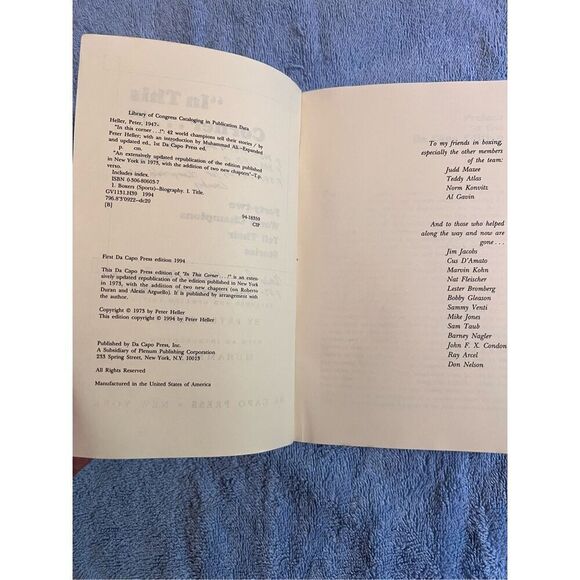 Library of Congress Cataloging in Publication Data
Heller, Peter, 1947-
"In this corner . . .!": 42 world champions tell their stories / by
Peter Heller; with an introduction by Muhammad Ali.—Expanded
and updated ed., 1st Da Capo Press ed.
p. cm.
"An extensively updated republication of the edition published
in New York in 1973, with the addition of two new chapters"—T.p.
verso.
Includes index.
ISBN 0-306-80603-7
1. Boxers (Sports)—Biography. I. Title.
GV1131.H39 1994
796.8'3'0922—dc20
[B]
94-18359
CIP
First Da Capo Press edition 1994
This Da Capo Press edition of "In This Corner . . .!" is an exten-
sively updated republication of the edition published in New York
in 1973, with the addition of two new chapters (on Roberto
Duran and Alexis Arguello). It is published by arrangement with
the author.
Copyright © 1973 by Peter Heller
This edition copyright © 1994 by Peter Heller
Published by Da Capo Press, Inc.
A Subsidiary of Plenum Publishing Corporation
233 Spring Street, New York, N.Y. 10013
All Rights Reserved
Manufactured in the United States of America
To my friends in boxing,
especially the other members
of the team:
Judd Mazee
Teddy Atlas
Norm Konvitz
Al Gavin
And to those who helped
along the way and now are
gone . . .
Jim Jacobs
Cus D'Amato
Marvin Kohn
Nat Fleischer
Lester Bromberg
Bobby Gleason
Sammy Venti
Mike Jones
Sam Taub
Barney Nagler
John F. X. Condon
Ray Arcel
Don Nelson